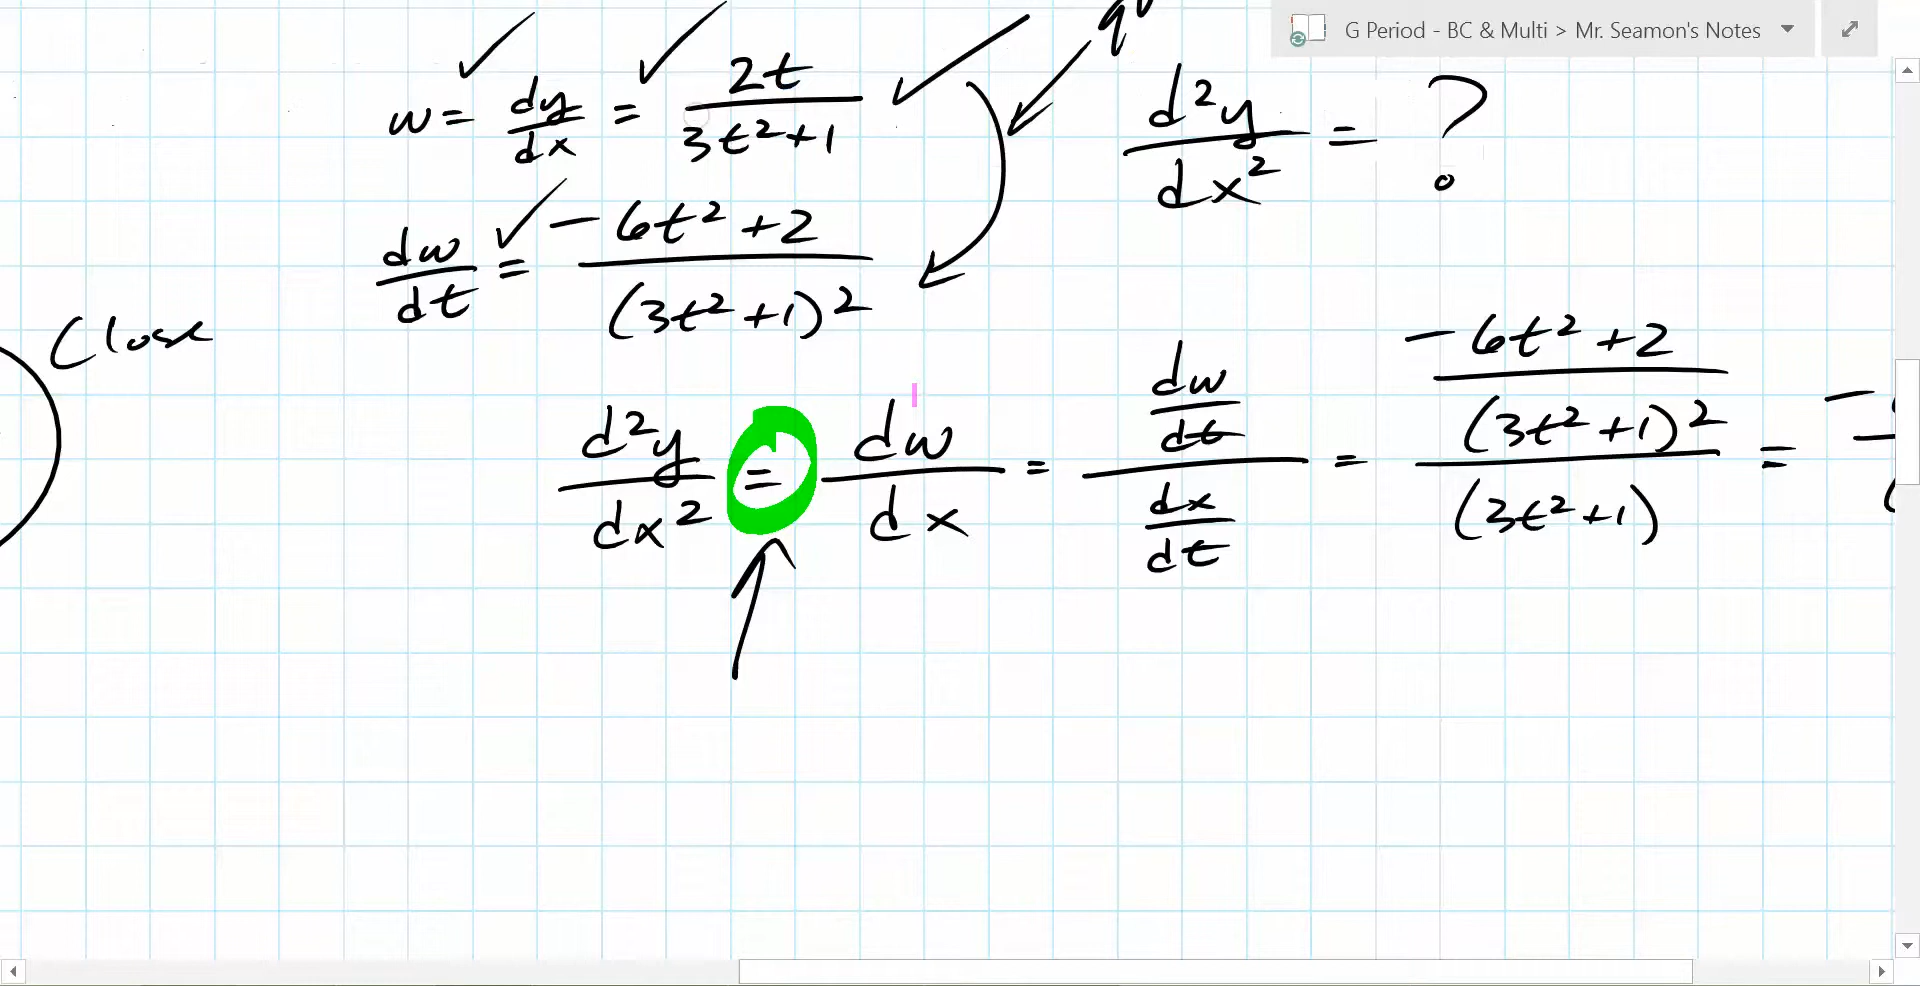 G Period - BC & Multi > Mr. Seamon's Notes
w = dy/dx = 2t/(3t²+1)
d²y/dx² = ?
dw/dt = (-6t²+2)/(3t²+1)²
Close
d²y/dx² = dw/dx = (dw/dt)/(dx/dt) = ((-6t²+2)/(3t²+1)²)/(3t²+1) = -